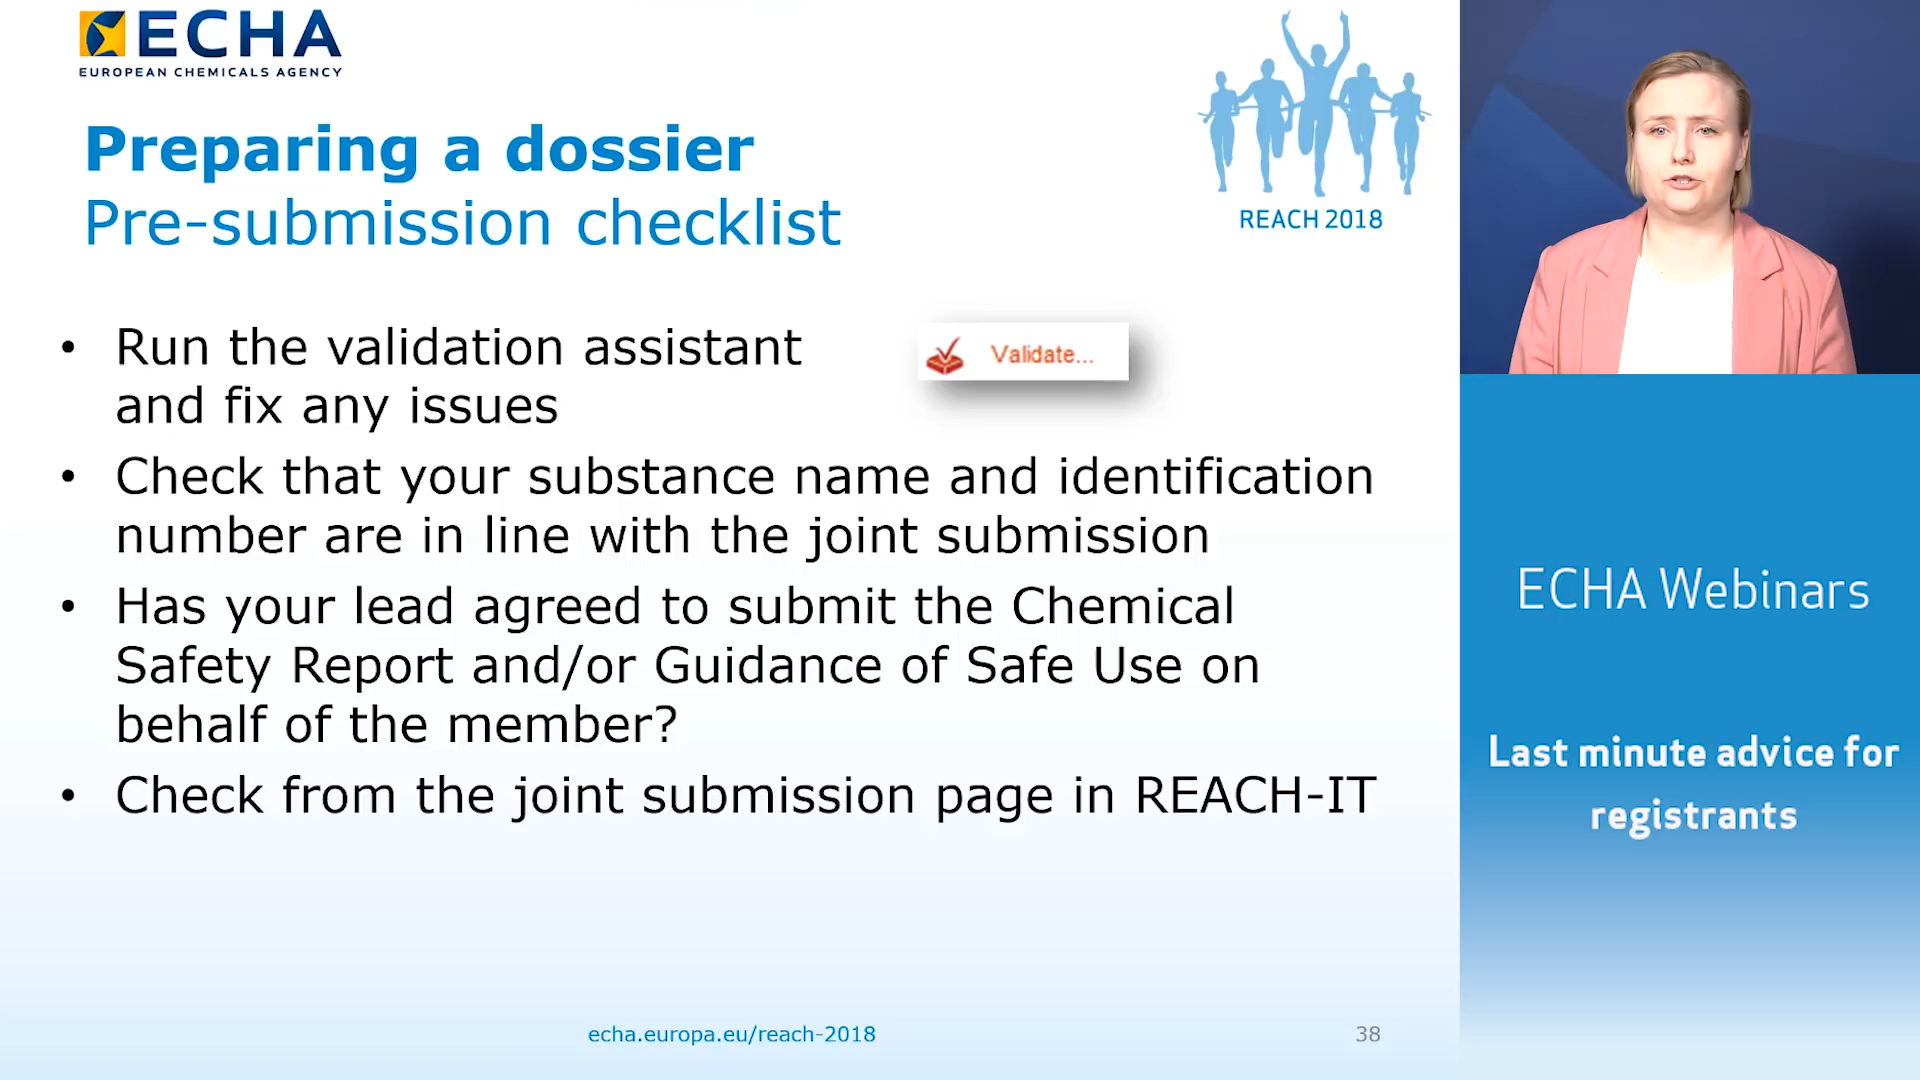 ECHA
EUROPEAN CHEMICALS AGENCY
Preparing a dossier
Pre-submission checklist
REACH 2018
• Run the validation assistant
and fix any issues
Validate...
• Check that your substance name and identification
number are in line with the joint submission
• Has your lead agreed to submit the Chemical
Safety Report and/or Guidance of Safe Use on
behalf of the member?
• Check from the joint submission page in REACH-IT
echa.europa.eu/reach-2018
38
ECHA Webinars
Last minute advice for
registrants